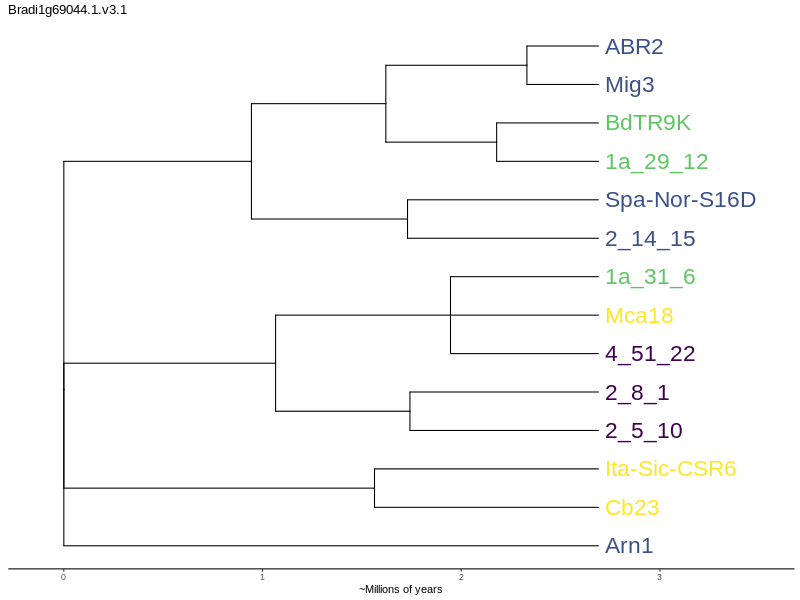 Bradi1g69044.1.v3.1
ABR2
Mig3
BdTR9K
1a_29_12
Spa-Nor-S16D
2_14_15
1a_31_6
Mca18
4_51_22
2_8_1
2_5_10
Ita-Sic-CSR6
Cb23
Arn1
0 1 2 3
~Millions of years